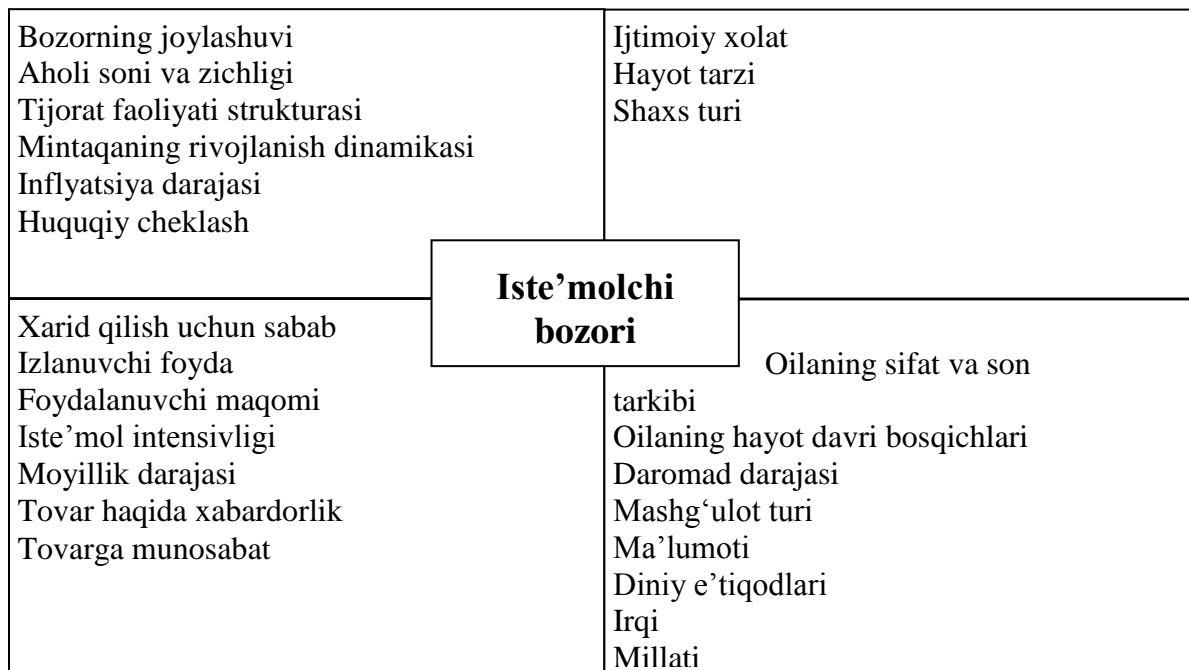 Bozorning joylashuvi
Aholi soni va zichligi
Tijorat faoliyati strukturasi
Mintaqaning rivojlanish dinamikasi
Inflyatsiya darajasi
Huquqiy cheklash
Ijtimoiy xolat
Hayot tarzi
Shaxs turi
Iste’molchi
bozori
Xarid qilish uchun sabab
Izlanuvchi foyda
Foydalanuvchi maqomi
Iste’mol intensivligi
Moyillik darajasi
Tovar haqida xabardorlik
Tovarga munosabat
Oilaning sifat va son
tarkibi
Oilaning hayot davri bosqichlari
Daromad darajasi
Mashg‘ulot turi
Ma’lumoti
Diniy e’tiqodlari
Irqi
Millati